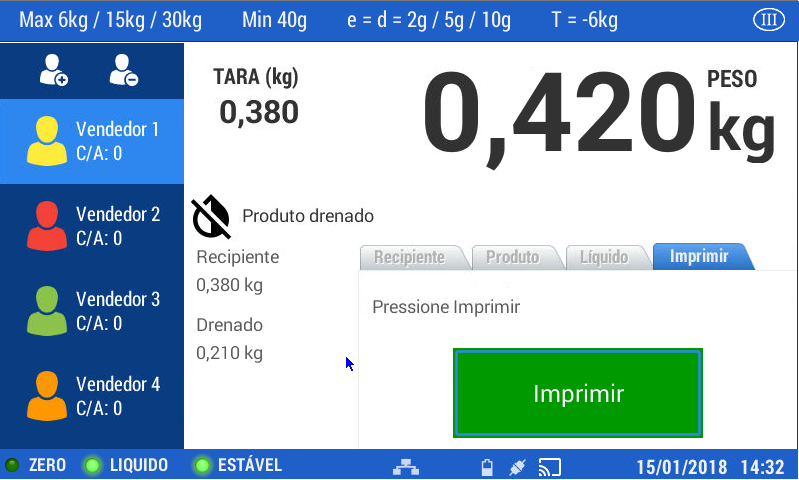 Max 6kg / 15kg / 30kg Min 40g e = d = 2g / 5g / 10g T = -6kg III
TARA (kg)
0,380
0,420
PESO
kg
Vendedor 1
C/A: 0
Vendedor 2
C/A: 0
Vendedor 3
C/A: 0
Vendedor 4
C/A: 0
Produto drenado
Recipiente
0,380 kg
Drenado
0,210 kg
Recipiente Produto Líquido Imprimir
Pressione Imprimir
Imprimir
ZERO LIQUIDO ESTÁVEL 15/01/2018 14:32